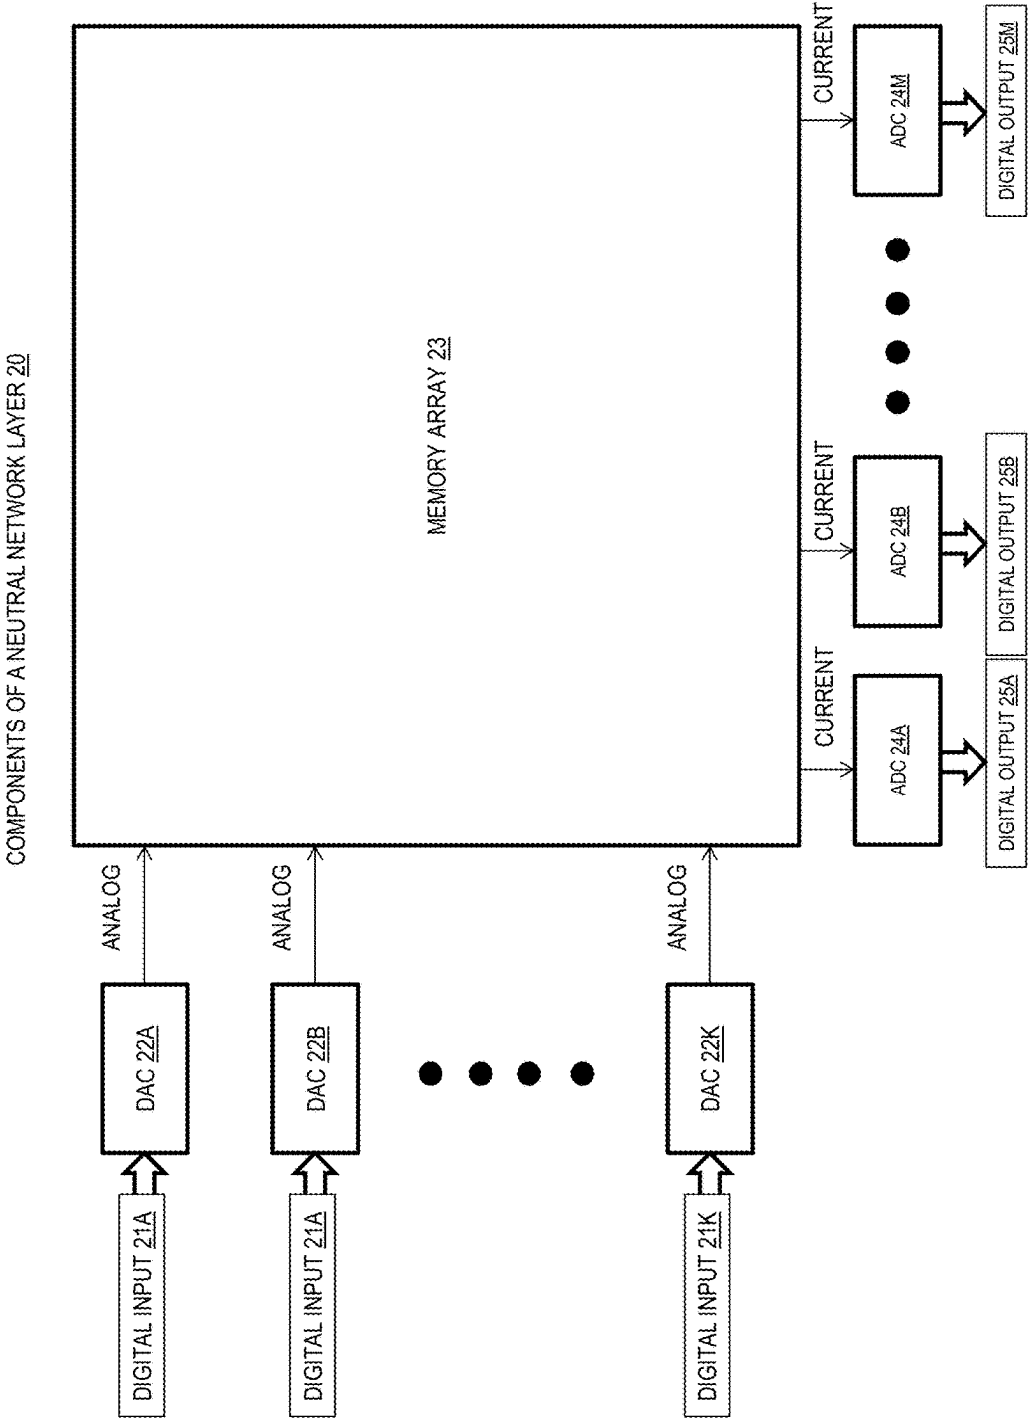 COMPONENTS OF A NEUTRAL NETWORK LAYER 20
DIGITAL INPUT 21A
DAC 22A
ANALOG
DIGITAL INPUT 21A
DAC 22B
ANALOG
DIGITAL INPUT 21K
DAC 22K
ANALOG
MEMORY ARRAY 23
CURRENT
CURRENT
CURRENT
ADC 24A
ADC 24B
ADC 24M
DIGITAL OUTPUT 25A
DIGITAL OUTPUT 25B
DIGITAL OUTPUT 25M